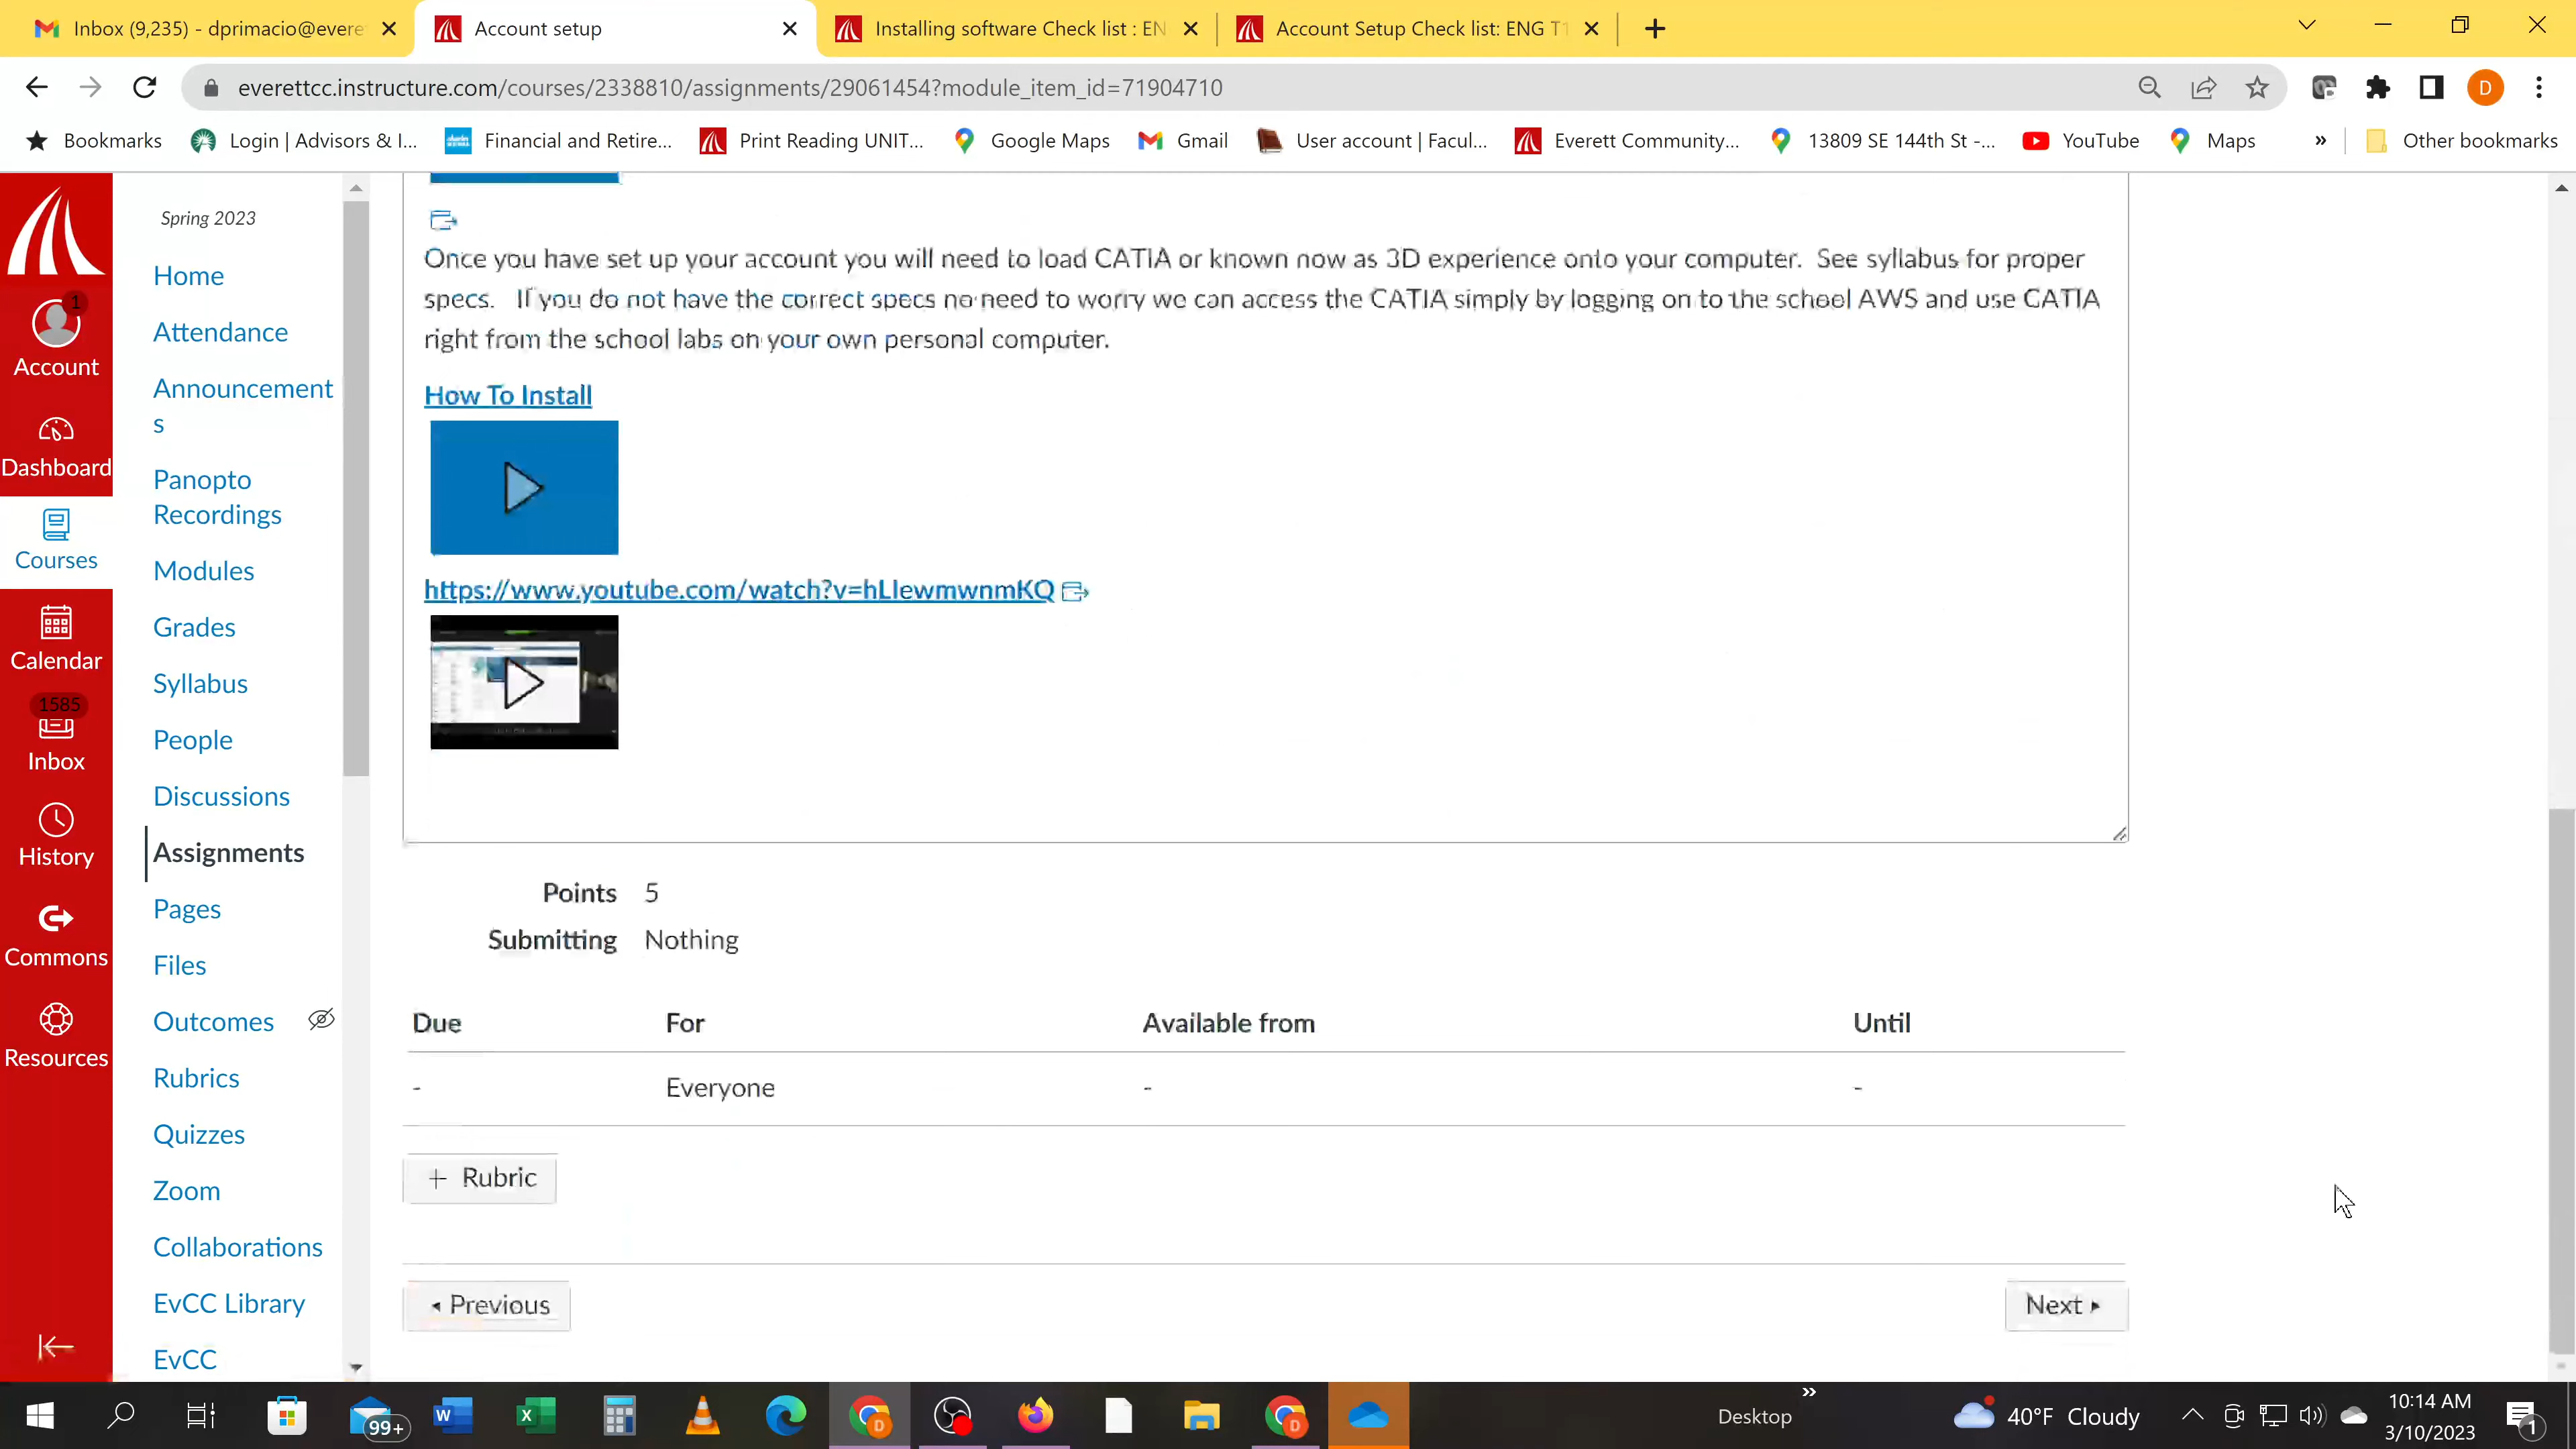 Inbox (9,235) - dprimacio@evere
Account setup
Installing software Check list : EN
Account Setup Check list: ENG T1
everettcc.instructure.com/courses/2338810/assignments/29061454?module_item_id=71904710
D
Bookmarks
Login | Advisors & I...
Financial and Retire...
Print Reading UNIT...
Google Maps
Gmail
User account | Facul...
Everett Community...
13809 SE 144th St -...
YouTube
Maps
»
Other bookmarks
1
Account
Dashboard
Courses
Calendar
1585
Inbox
History
Commons
Resources
Spring 2023
Home
Attendance
Announcement
s
Panopto
Recordings
Modules
Grades
Syllabus
People
Discussions
Assignments
Pages
Files
Outcomes
Rubrics
Quizzes
Zoom
Collaborations
EvCC Library
EvCC
Once you have set up your account you will need to load CATIA or known now as 3D experience onto your computer.  See syllabus for proper
specs.   If you do not have the correct specs no need to worry we can access the CATIA simply by logging on to the school AWS and use CATIA
right from the school labs on your own personal computer.
How To Install
https://www.youtube.com/watch?v=hLlewmwnmKQ
Points 5
Submitting Nothing
Due For Available from Until
- Everyone - -
+ Rubric
Previous
Next
99+
Desktop
»
40°F Cloudy
10:14 AM
3/10/2023
1